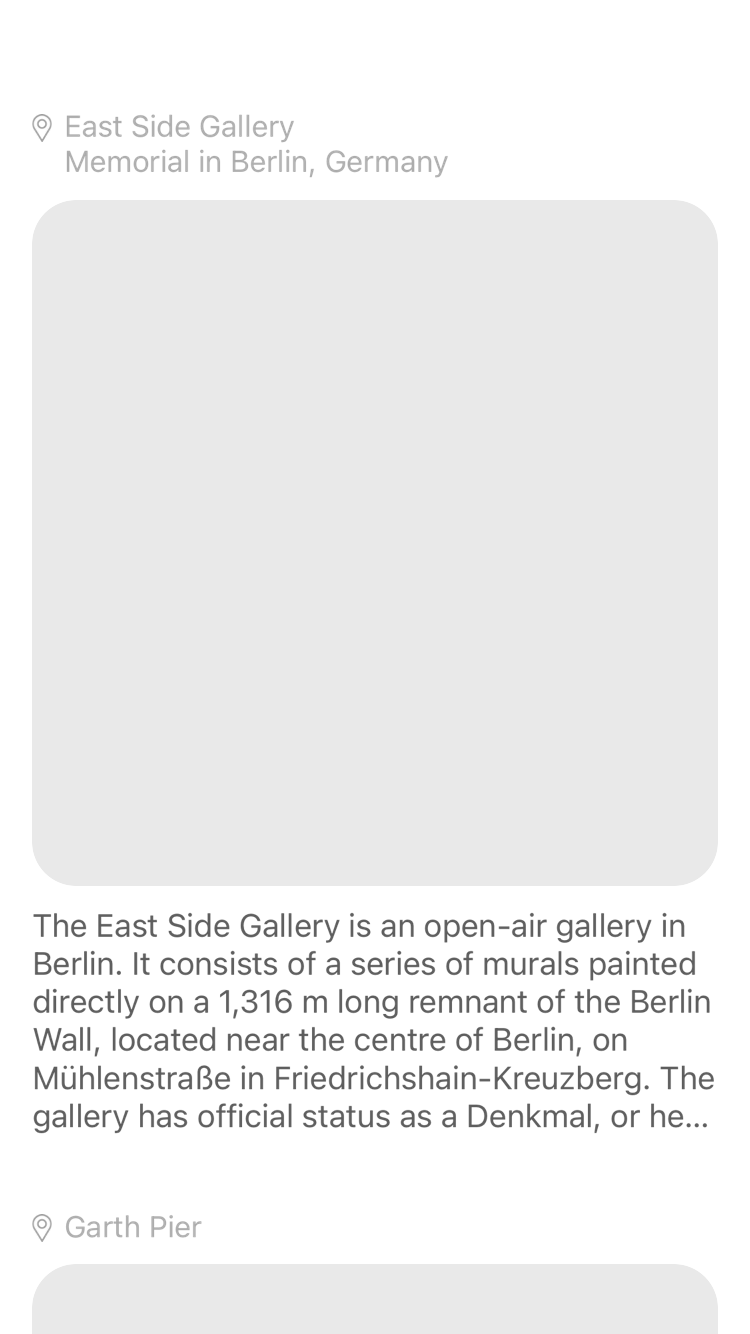 East Side Gallery
Memorial in Berlin, Germany
The East Side Gallery is an open-air gallery in
Berlin. It consists of a series of murals painted
directly on a 1,316 m long remnant of the Berlin
Wall, located near the centre of Berlin, on
Mühlenstraße in Friedrichshain-Kreuzberg. The
gallery has official status as a Denkmal, or he...
Garth Pier